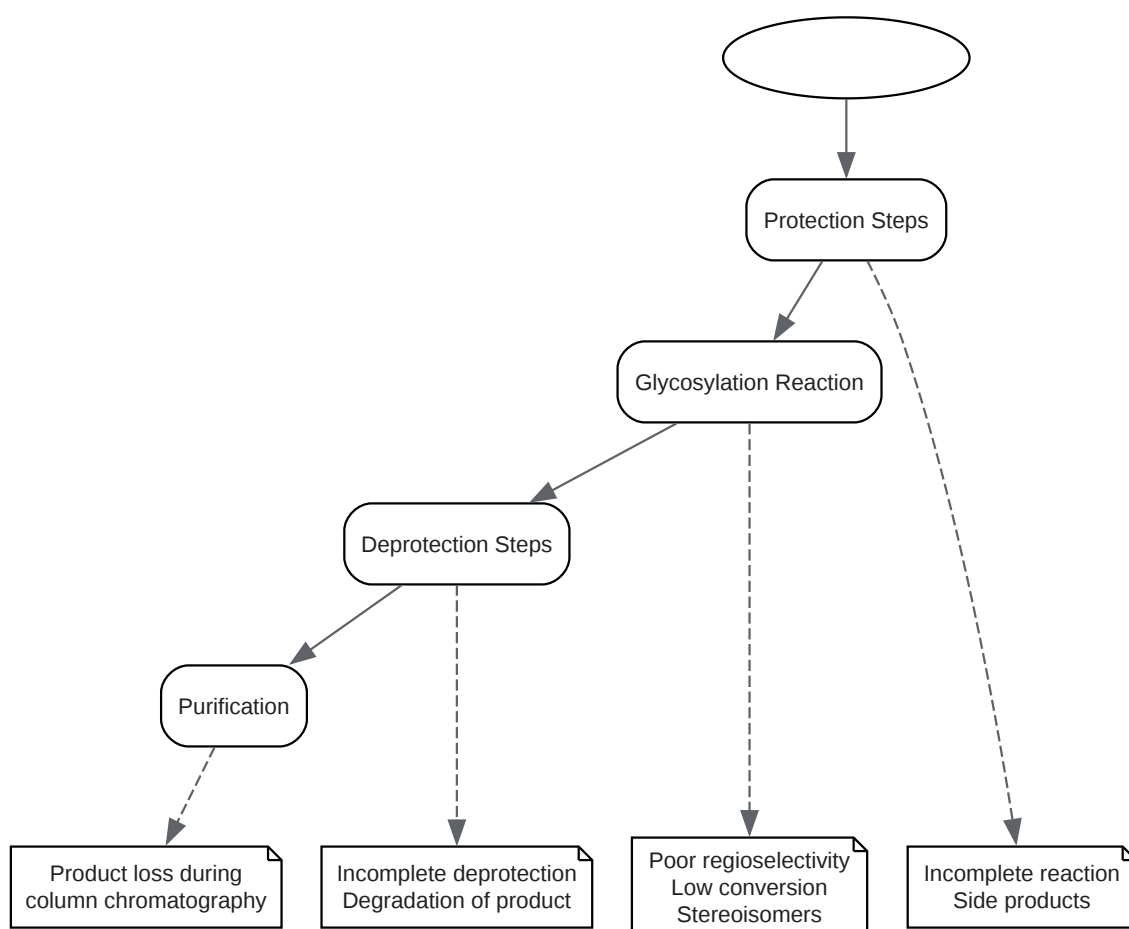 Protection Steps
Glycosylation Reaction
Deprotection Steps
Purification
Product loss during
column chromatography
Incomplete deprotection
Degradation of product
Poor regioselectivity
Low conversion
Stereoisomers
Incomplete reaction
Side products